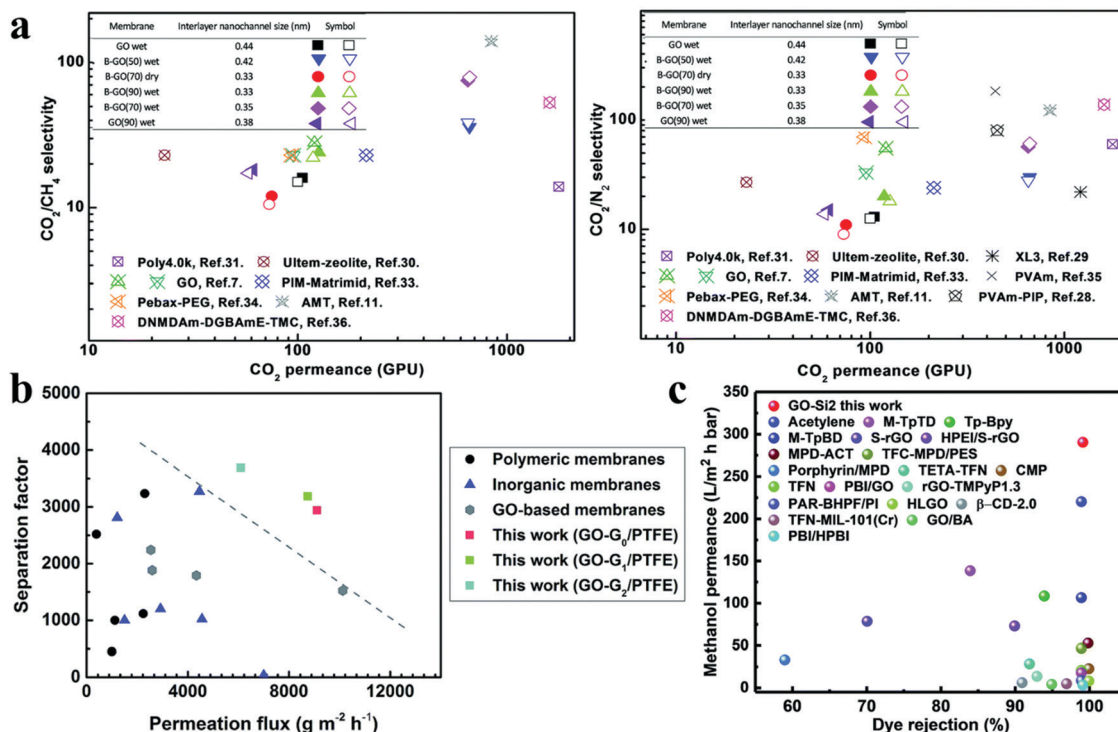 a
Membrane Interlayer nanochannel size (nm) Symbol
GO wet 0.44
B-GO(50) wet 0.42
B-GO(70) dry 0.33
B-GO(90) wet 0.33
B-GO(70) wet 0.35
GO(90) wet 0.38
CO2/CH4 selectivity
100
10
Poly4.0k, Ref.31. Ultem-zeolite, Ref.30.
GO, Ref.7. PIM-Matrimid, Ref.33.
Pebax-PEG, Ref.34. AMT, Ref.11.
DNMDAm-DGBAmE-TMC, Ref.36.
10 100 1000
CO2 permeance (GPU)
Membrane Interlayer nanochannel size (nm) Symbol
GO wet 0.44
B-GO(50) wet 0.42
B-GO(70) dry 0.33
B-GO(90) wet 0.33
B-GO(70) wet 0.35
GO(90) wet 0.38
CO2/N2 selectivity
1000
100
10
Poly4.0k, Ref.31. Ultem-zeolite, Ref.30. XL3, Ref.29
GO, Ref.7. PIM-Matrimid, Ref.33. PVAm, Ref.35
Pebax-PEG, Ref.34. AMT, Ref.11. PVAm-PIP, Ref.28.
DNMDAm-DGBAmE-TMC, Ref.36.
10 100 1000
CO2 permeance (GPU)
b
Separation factor
5000
4000
3000
2000
1000
0
0 4000 8000 12000
Permeation flux (g m-2 h-1)
Polymeric membranes
Inorganic membranes
GO-based membranes
This work (GO-G0/PTFE)
This work (GO-G1/PTFE)
This work (GO-G2/PTFE)
c
Methanol permeance (L/m2 h bar)
350
300
250
200
150
100
50
0
GO-Si2 this work
Acetylene M-TpTD Tp-Bpy
M-TpBD S-rGO HPEI/S-rGO
MPD-ACT TFC-MPD/PES
Porphyrin/MPD TETA-TFN CMP
TFN PBI/GO rGO-TMPyP1.3
PAR-BHPF/PI HLGO β-CD-2.0
TFN-MIL-101(Cr) GO/BA
PBI/HPBI
60 70 80 90 100
Dye rejection (%)